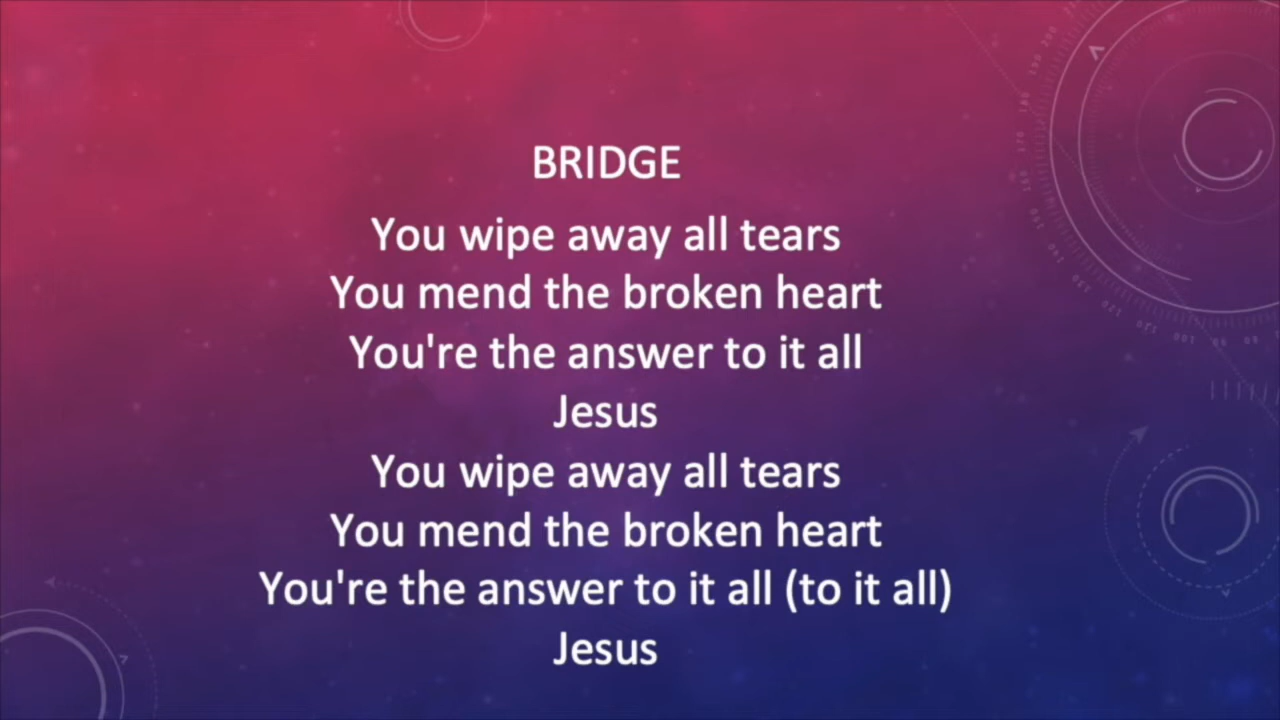 BRIDGE
You wipe away all tears
You mend the broken heart
You're the answer to it all
Jesus
You wipe away all tears
You mend the broken heart
You're the answer to it all (to it all)
Jesus